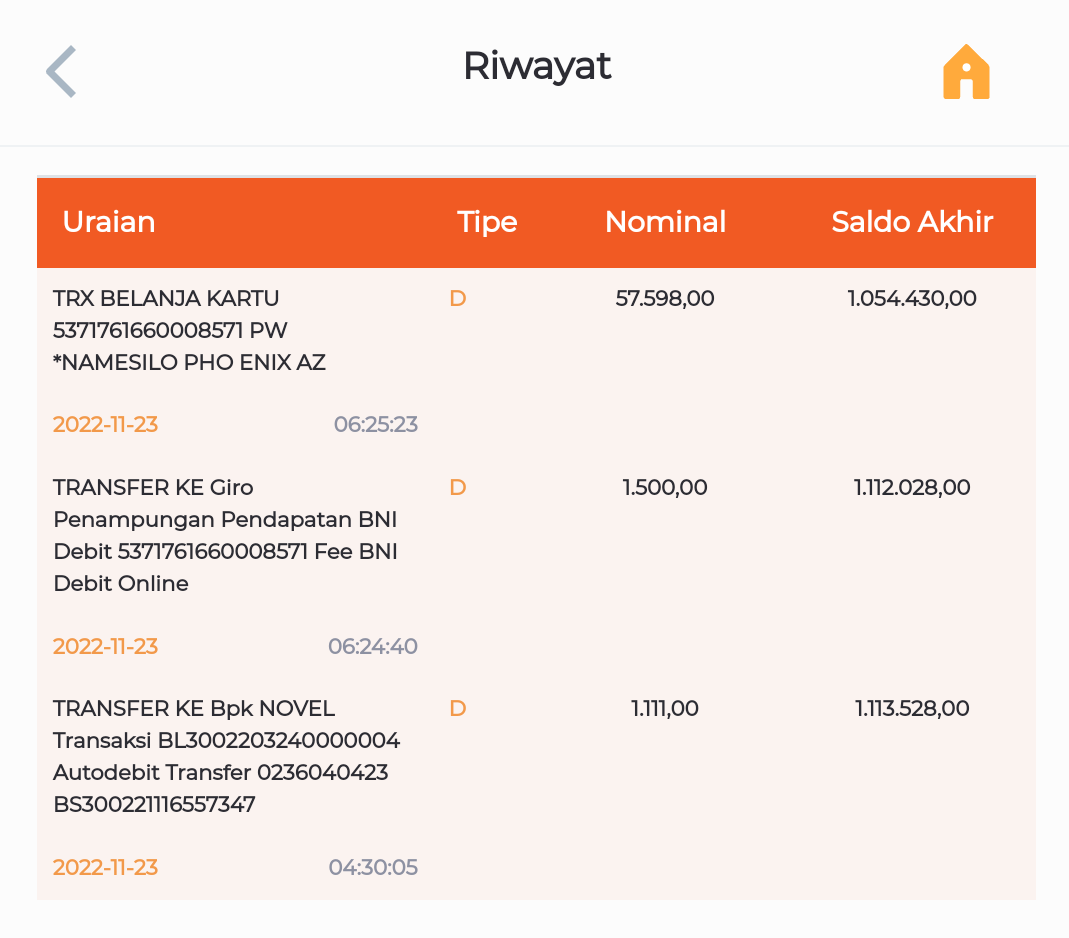 Riwayat
Uraian Tipe Nominal Saldo Akhir
TRX BELANJA KARTU D 57.598,00 1.054.430,00
5371761660008571 PW
*NAMESILO PHO ENIX AZ
2022-11-23 06:25:23
TRANSFER KE Giro D 1.500,00 1.112.028,00
Penampungan Pendapatan BNI
Debit 5371761660008571 Fee BNI
Debit Online
2022-11-23 06:24:40
TRANSFER KE Bpk NOVEL D 1.111,00 1.113.528,00
Transaksi BL3002203240000004
Autodebit Transfer 0236040423
BS300221116557347
2022-11-23 04:30:05